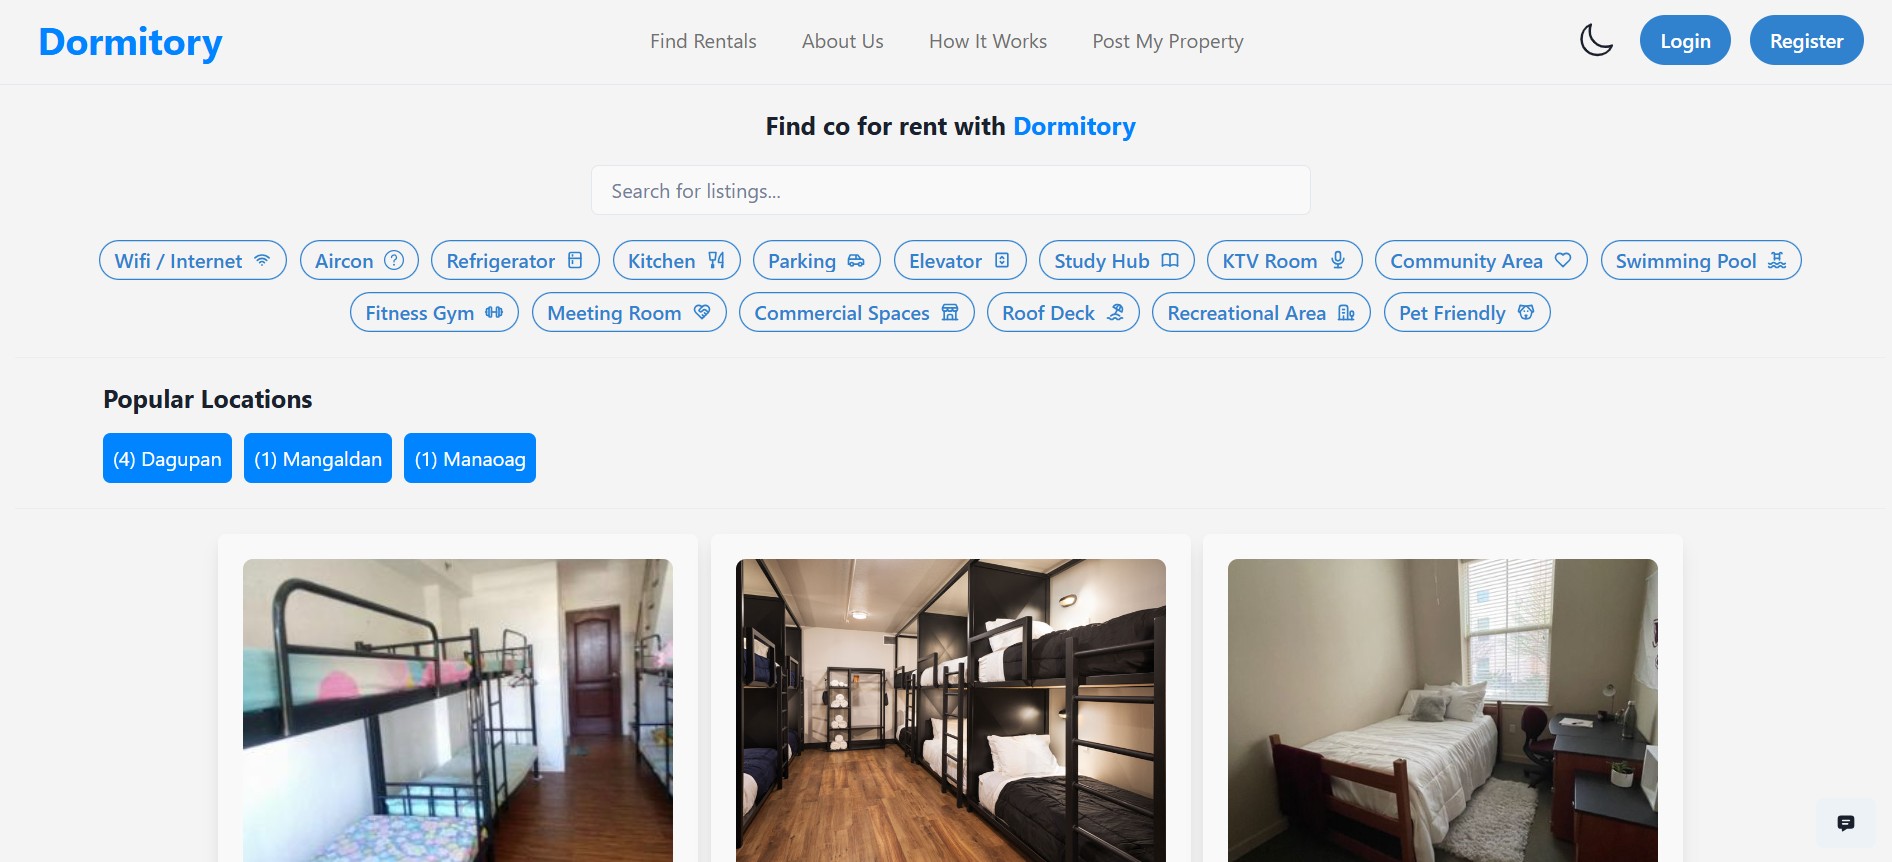 Dormitory
Find Rentals About Us How It Works Post My Property
Login Register
Find co for rent with Dormitory
Search for listings...
Wifi / Internet Aircon Refrigerator Kitchen Parking Elevator Study Hub KTV Room Community Area Swimming Pool
Fitness Gym Meeting Room Commercial Spaces Roof Deck Recreational Area Pet Friendly
Popular Locations
(4) Dagupan (1) Mangaldan (1) Manaoag